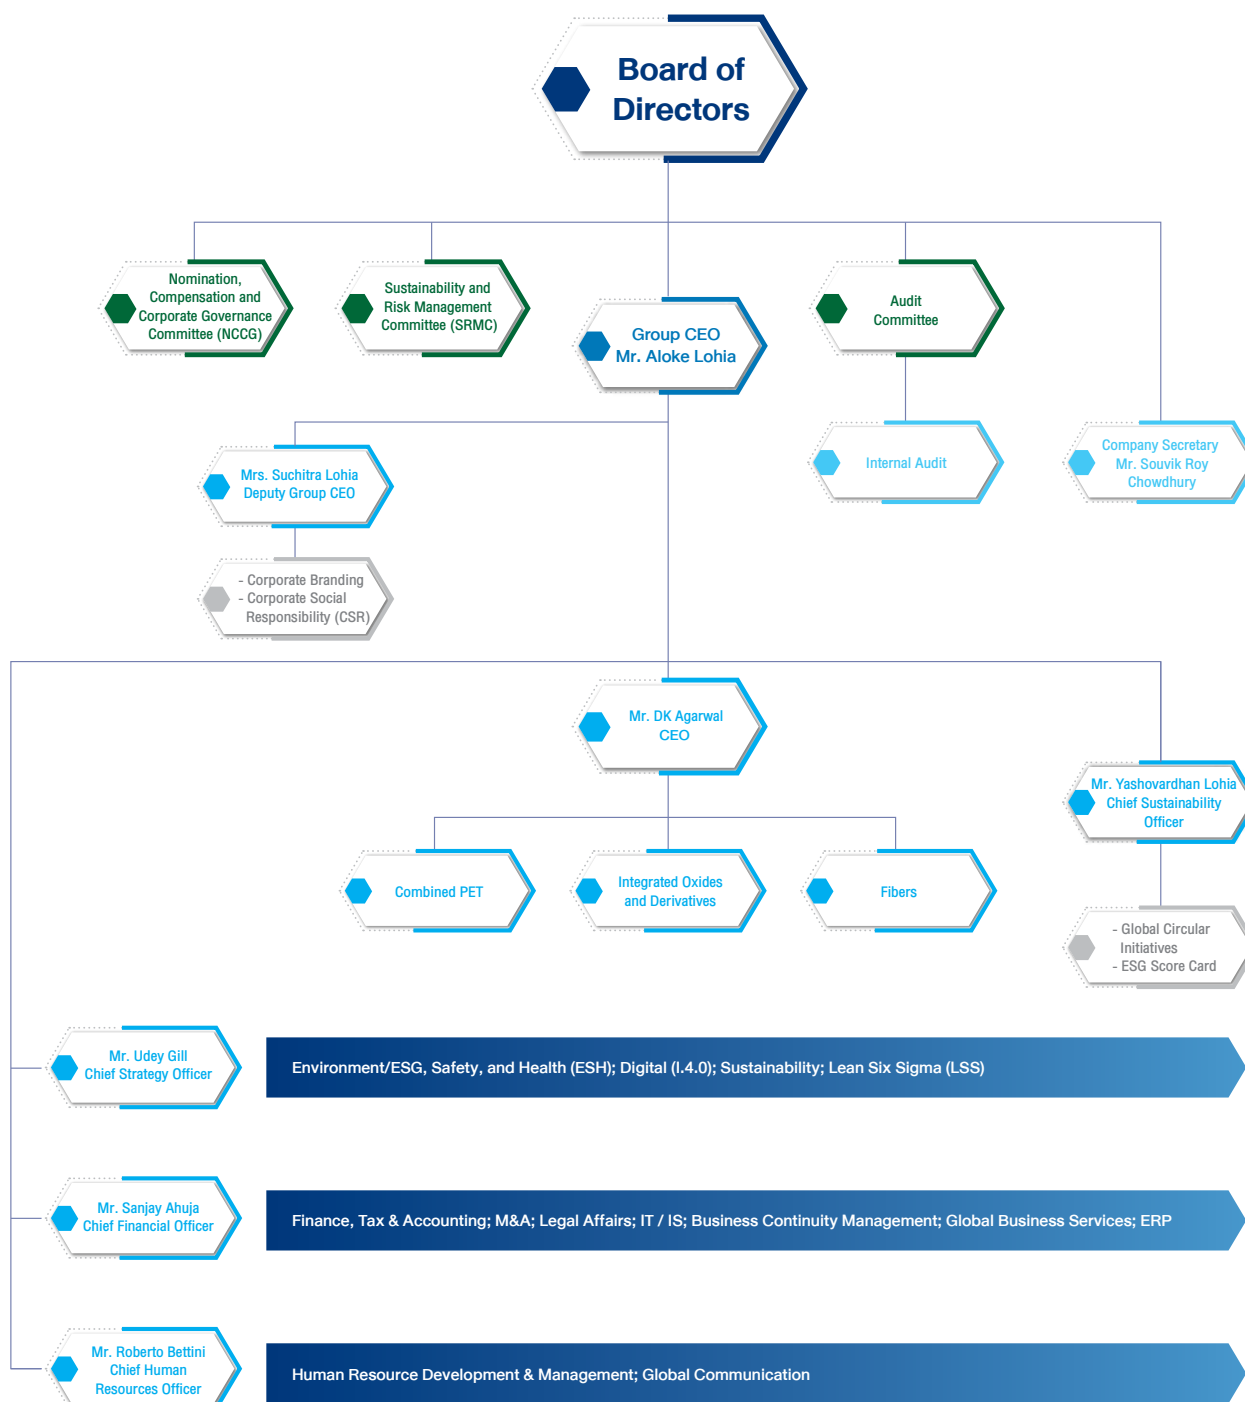 Board of
Directors
Nomination,
Compensation and
Corporate Governance
Committee (NCCG)
Sustainability and
Risk Management
Committee (SRMC)
Group CEO
Mr. Aloke Lohia
Audit
Committee
Mrs. Suchitra Lohia
Deputy Group CEO
Internal Audit
Company Secretary
Mr. Souvik Roy
Chowdhury
- Corporate Branding
- Corporate Social
Responsibility (CSR)
Mr. DK Agarwal
CEO
Mr. Yashovardhan Lohia
Chief Sustainability
Officer
Combined PET
Integrated Oxides
and Derivatives
Fibers
- Global Circular
Initiatives
- ESG Score Card
Mr. Udey Gill
Chief Strategy Officer
Environment/ESG, Safety, and Health (ESH); Digital (I.4.0); Sustainability; Lean Six Sigma (LSS)
Mr. Sanjay Ahuja
Chief Financial Officer
Finance, Tax & Accounting; M&A; Legal Affairs; IT / IS; Business Continuity Management; Global Business Services; ERP
Mr. Roberto Bettini
Chief Human
Resources Officer
Human Resource Development & Management; Global Communication